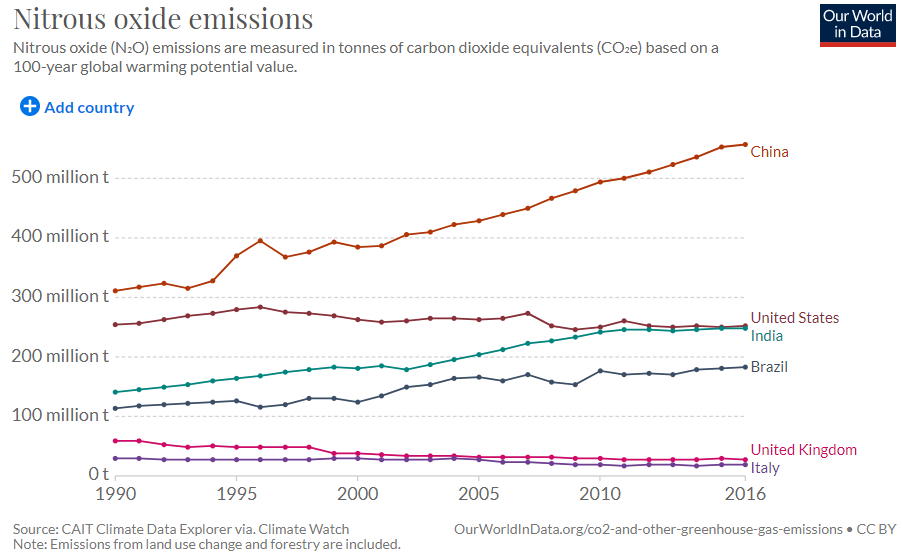 Nitrous oxide emissions
Our World
in Data
Nitrous oxide (N₂O) emissions are measured in tonnes of carbon dioxide equivalents (CO₂e) based on a
100-year global warming potential value.
Add country
China
500 million t
400 million t
300 million t
United States
India
200 million t
Brazil
100 million t
United Kingdom
Italy
0 t
1990 1995 2000 2005 2010 2016
Source: CAIT Climate Data Explorer via. Climate Watch
OurWorldInData.org/co2-and-other-greenhouse-gas-emissions • CC BY
Note: Emissions from land use change and forestry are included.